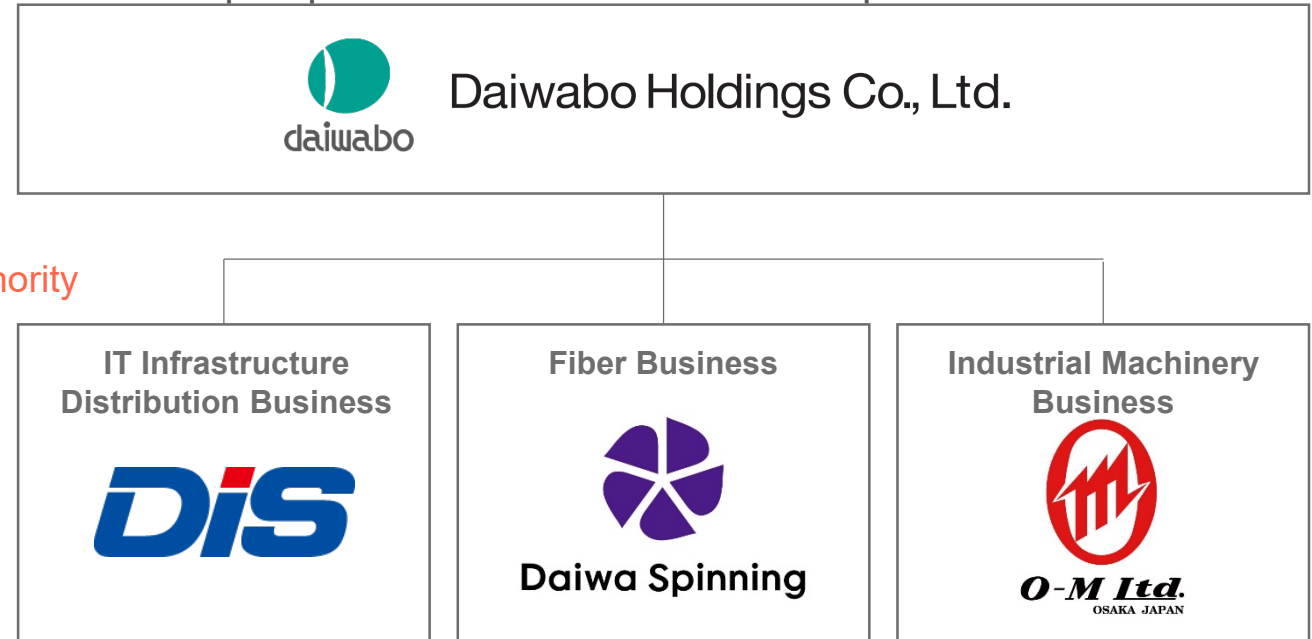 daiwabo
Daiwabo Holdings Co., Ltd.
IT Infrastructure
Distribution Business
DiS
Fiber Business
Daiwa Spinning
Industrial Machinery
Business
O-M Ltd.
OSAKA JAPAN